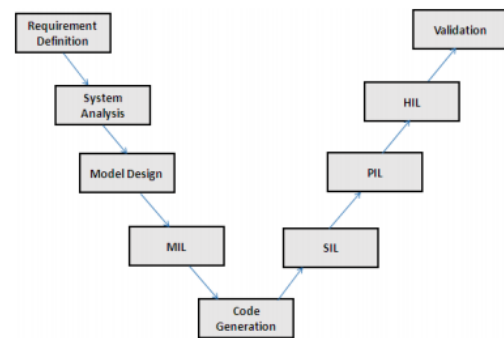 Requirement
Definition
System
Analysis
Model Design
MIL
Code
Generation
SIL
PIL
HIL
Validation